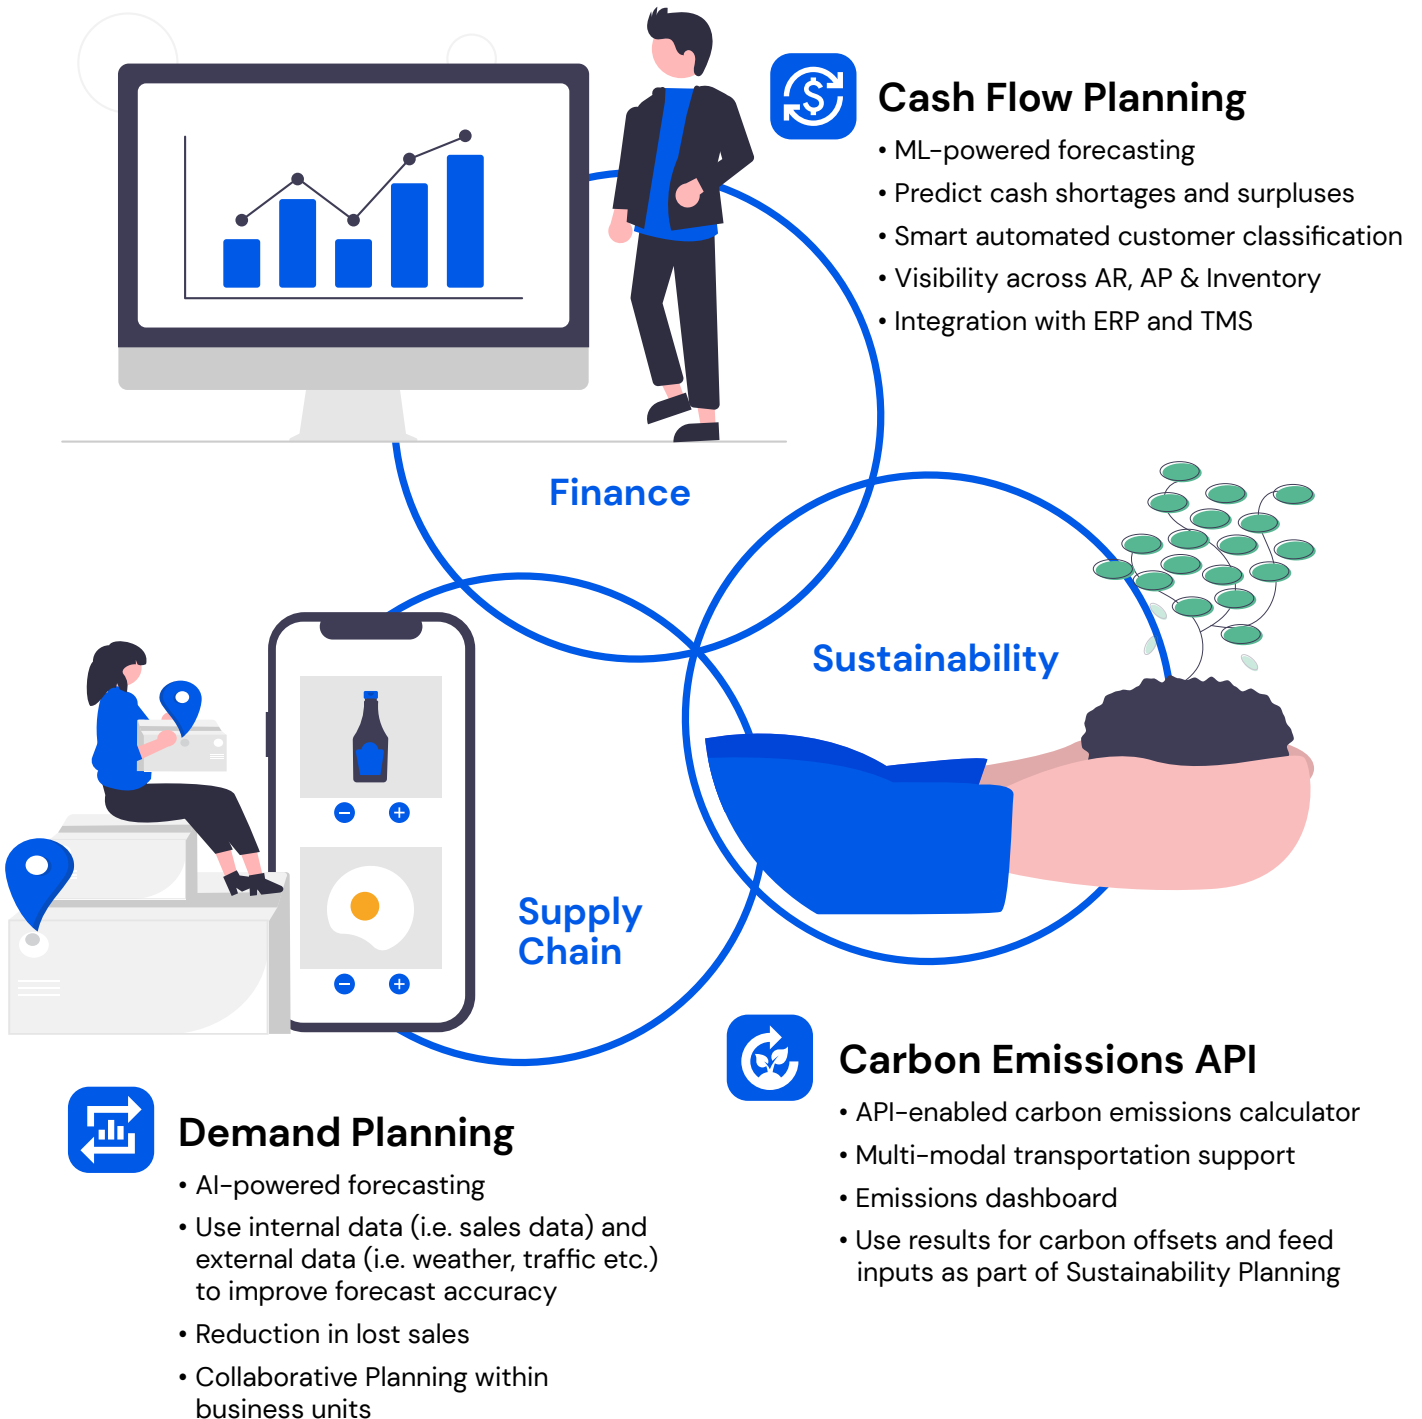 Cash Flow Planning
• ML-powered forecasting
• Predict cash shortages and surpluses
• Smart automated customer classification
• Visibility across AR, AP & Inventory
• Integration with ERP and TMS
Finance
Sustainability
Supply
Chain
Carbon Emissions API
• API-enabled carbon emissions calculator
• Multi-modal transportation support
• Emissions dashboard
• Use results for carbon offsets and feed
inputs as part of Sustainability Planning
Demand Planning
• AI-powered forecasting
• Use internal data (i.e. sales data) and
external data (i.e. weather, traffic etc.)
to improve forecast accuracy
• Reduction in lost sales
• Collaborative Planning within
business units